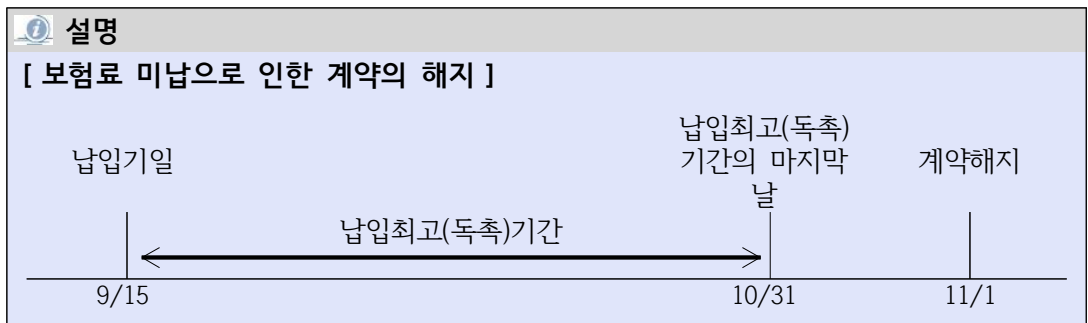 설명
[ 보험료 미납으로 인한 계약의 해지 ]
납입기일
납입최고(독촉)
기간의 마지막
날
계약해지
납입최고(독촉)기간
9/15
10/31
11/1